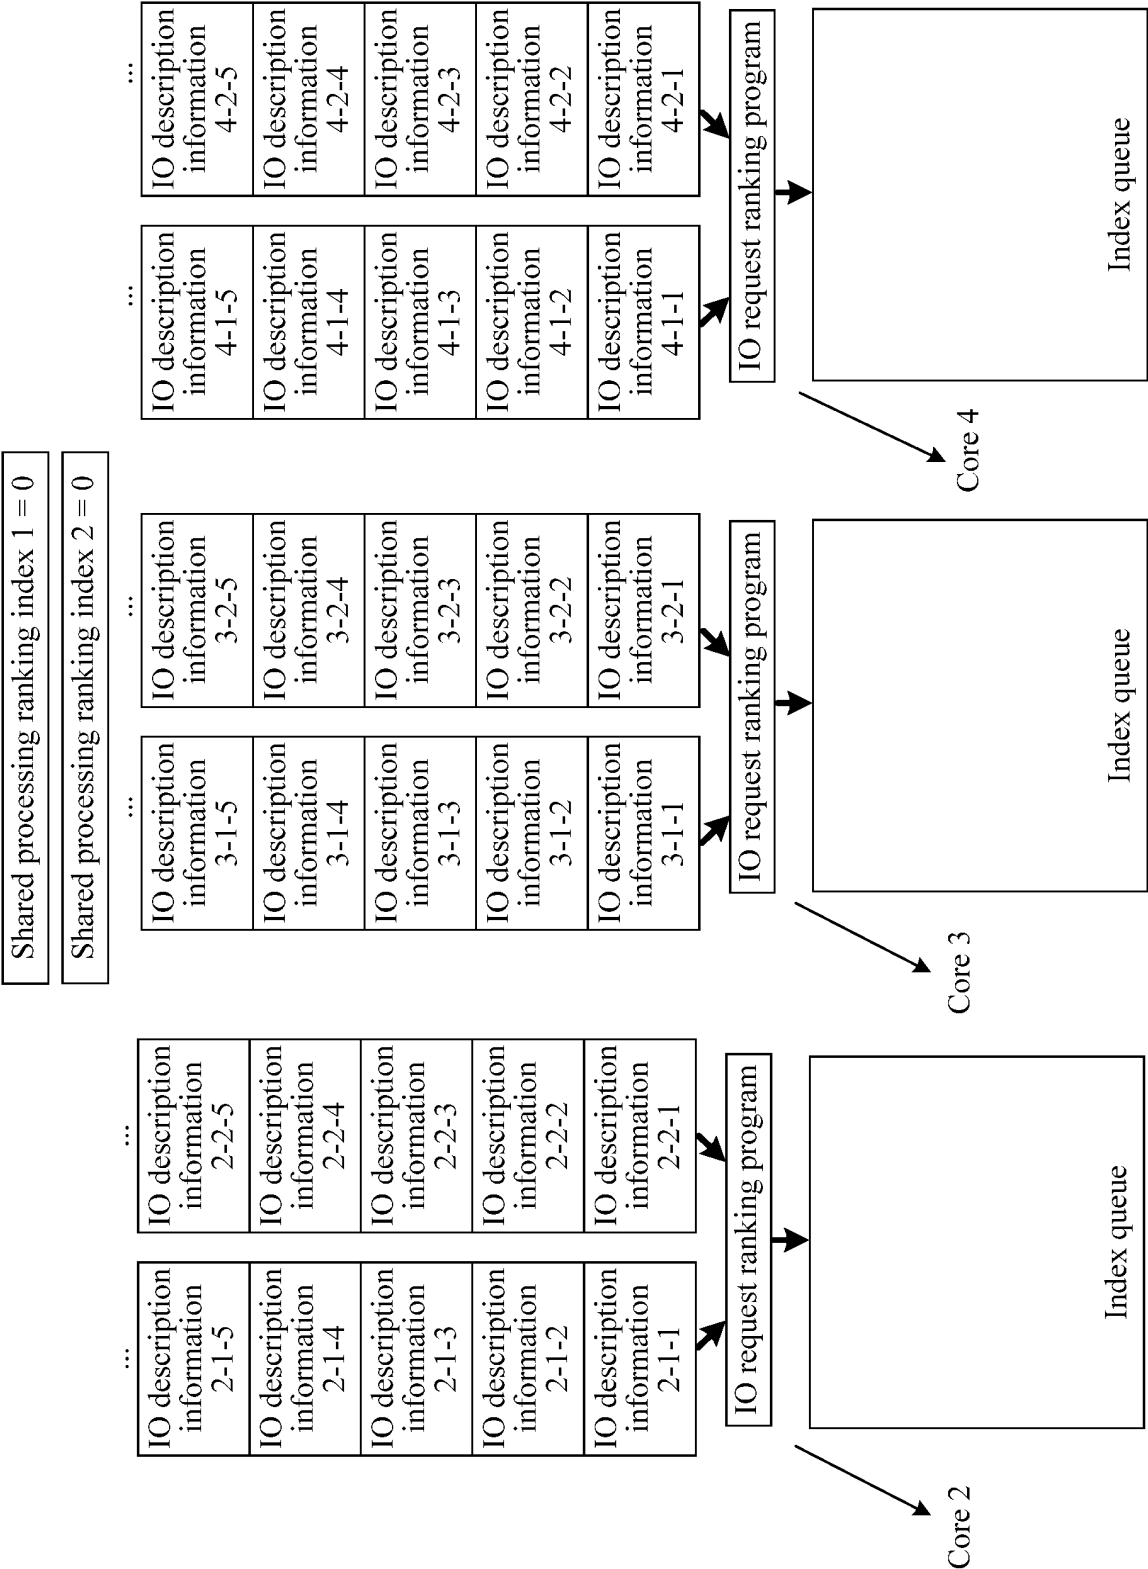 Shared processing ranking index 1 = 0
Shared processing ranking index 2 = 0
...
IO description
information
2-1-5
IO description
information
2-1-4
IO description
information
2-1-3
IO description
information
2-1-2
IO description
information
2-1-1
...
IO description
information
2-2-5
IO description
information
2-2-4
IO description
information
2-2-3
IO description
information
2-2-2
IO description
information
2-2-1
IO request ranking program
Core 2
Index queue
...
IO description
information
3-1-5
IO description
information
3-1-4
IO description
information
3-1-3
IO description
information
3-1-2
IO description
information
3-1-1
...
IO description
information
3-2-5
IO description
information
3-2-4
IO description
information
3-2-3
IO description
information
3-2-2
IO description
information
3-2-1
IO request ranking program
Core 3
Index queue
...
IO description
information
4-1-5
IO description
information
4-1-4
IO description
information
4-1-3
IO description
information
4-1-2
IO description
information
4-1-1
...
IO description
information
4-2-5
IO description
information
4-2-4
IO description
information
4-2-3
IO description
information
4-2-2
IO description
information
4-2-1
IO request ranking program
Core 4
Index queue